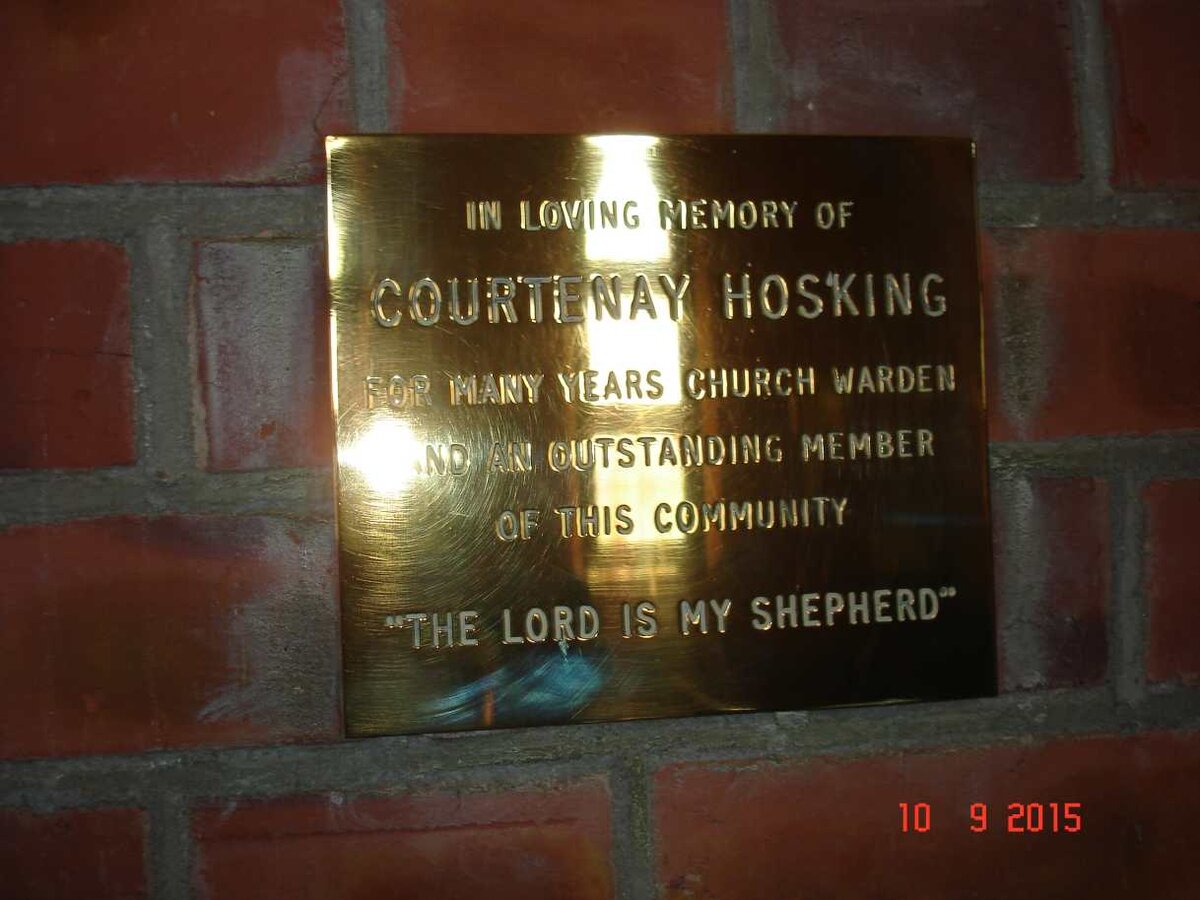 IN LOVING MEMORY OF
COURTENAY HOSKING
FOR MANY YEARS CHURCH WARDEN
AND AN OUTSTANDING MEMBER
OF THIS COMMUNITY
"THE LORD IS MY SHEPHERD"
10 9 2015